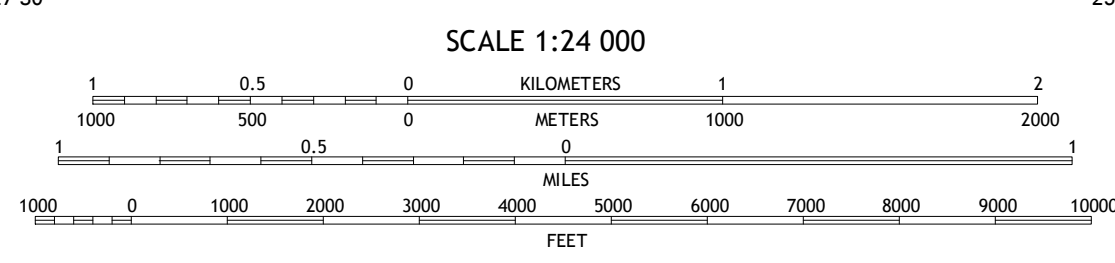 SCALE 1:24 000
1 0.5 0 KILOMETERS 1 2
1000 500 0 METERS 1000 2000
1 0.5 0 1
MILES
1000 0 1000 2000 3000 4000 5000 6000 7000 8000 9000 10000
FEET